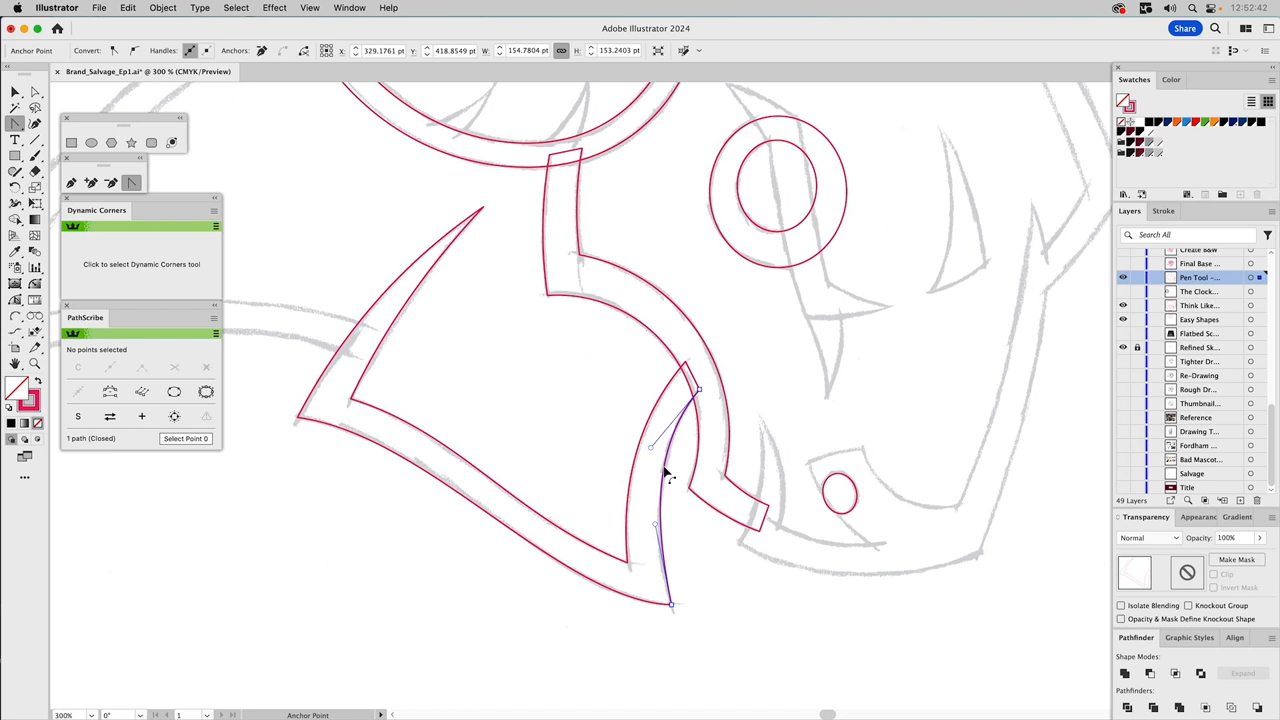 Illustrator File Edit Object Type Select Effect View Window Help 12:52:42
Adobe Illustrator 2024
Share
Anchor Point Convert: Handles: Anchors: X: 329.1761 pt Y: 418.8549 pt W: 154.7804 pt H: 153.2403 pt
× Brand_Salvage_Ep1.ai* @ 300 % (CMYK/Preview)
Swatches Color
Dynamic Corners
Click to select Dynamic Corners tool
PathScribe
No points selected
C
S
1 path (Closed) Select Point 0
Layers Stroke
Search All
Create B&W
Final Base ...
Pen Tool -...
The Clock...
Think Like...
Easy Shapes
Flatbed Sc...
Refined Sk...
Tighter Dr...
Re-Drawing
Rough Dr...
Thumbnail...
Reference
Drawing T...
Fordham ...
Bad Mascot...
Salvage
Title
49 Layers
Transparency Appearanc Gradient
Normal Opacity: 100%
Make Mask
Clip
Invert Mask
Isolate Blending Knockout Group
Opacity & Mask Define Knockout Shape
Pathfinder Graphic Styles Align
Shape Modes:
Expand
Pathfinders:
300% 0° 1 Anchor Point